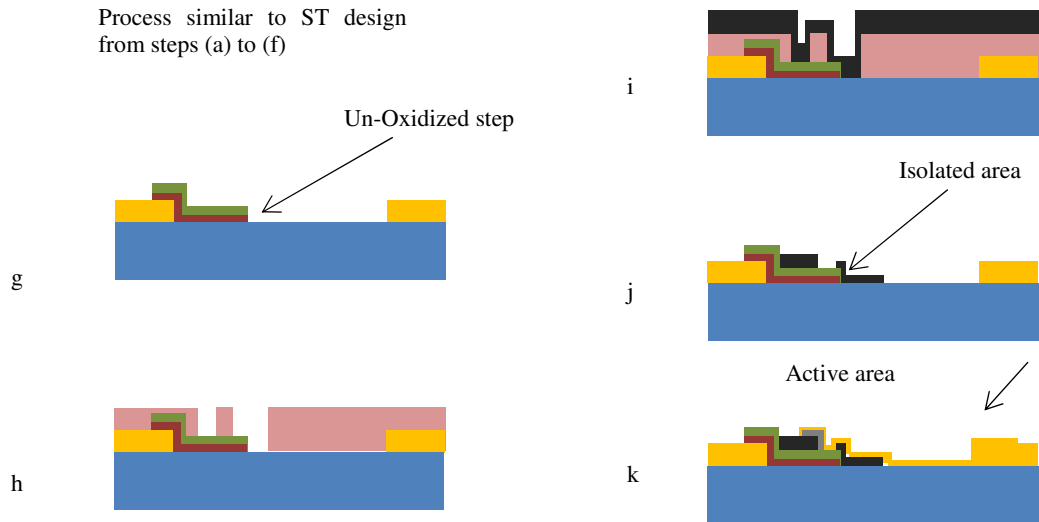 Process similar to ST design
from steps (a) to (f)
Un-Oxidized step
g
h
i
Isolated area
j
Active area
k